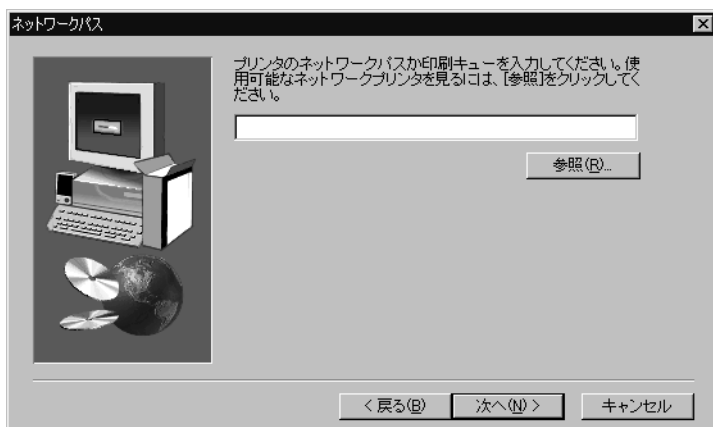 ネットワークパス
プリンタのネットワークパスか印刷キューを入力してください。使
用可能なネットワークプリンタを見るには、[参照]をクリックしてく
ださい。
参照(R)...
< 戻る(B)
次へ(N) >
キャンセル